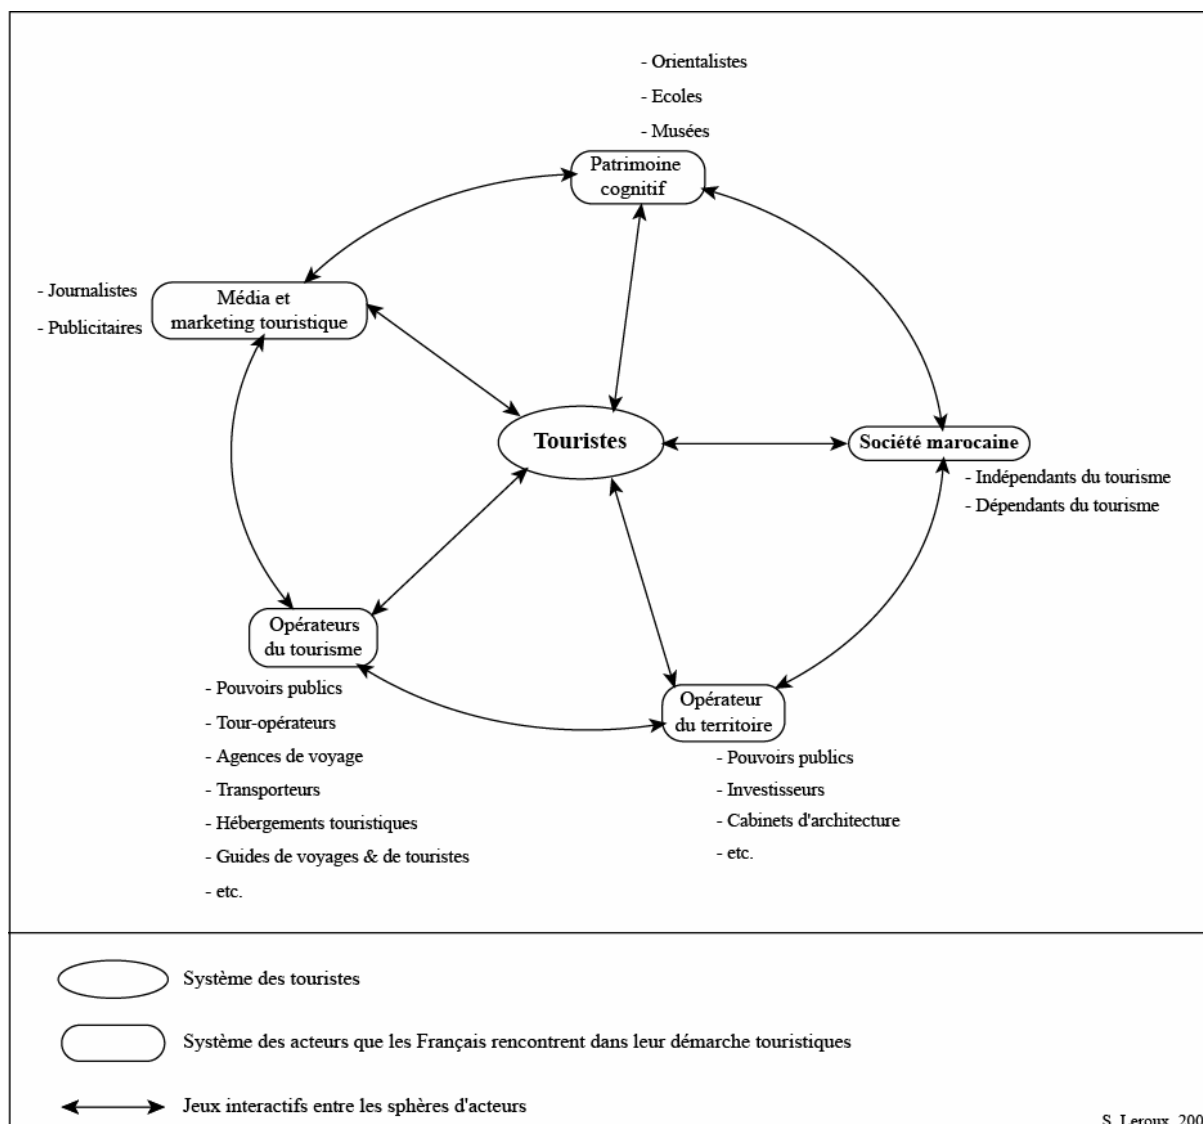 - Orientalistes
- Ecoles
- Musées
Patrimoine
cognitif
- Journalistes
- Publicitaires
Média et
marketing touristique
Touristes
Société marocaine
- Indépendants du tourisme
- Dépendants du tourisme
Opérateurs
du tourisme
- Pouvoirs publics
- Tour-opérateurs
- Agences de voyage
- Transporteurs
- Hébergements touristiques
- Guides de voyages & de touristes
- etc.
Opérateur
du territoire
- Pouvoirs publics
- Investisseurs
- Cabinets d'architecture
- etc.
Système des touristes
Système des acteurs que les Français rencontrent dans leur démarche touristiques
Jeux interactifs entre les sphères d'acteurs
S. Leroux, 200